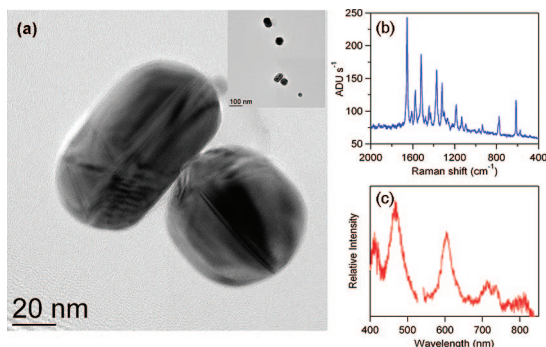 (a)
100 nm
20 nm
(b)
ADU s⁻¹
250
200
150
100
50
2000 1600 1200 800 400
Raman shift (cm⁻¹)
(c)
Relative Intensity
400 500 600 700 800
Wavelength (nm)